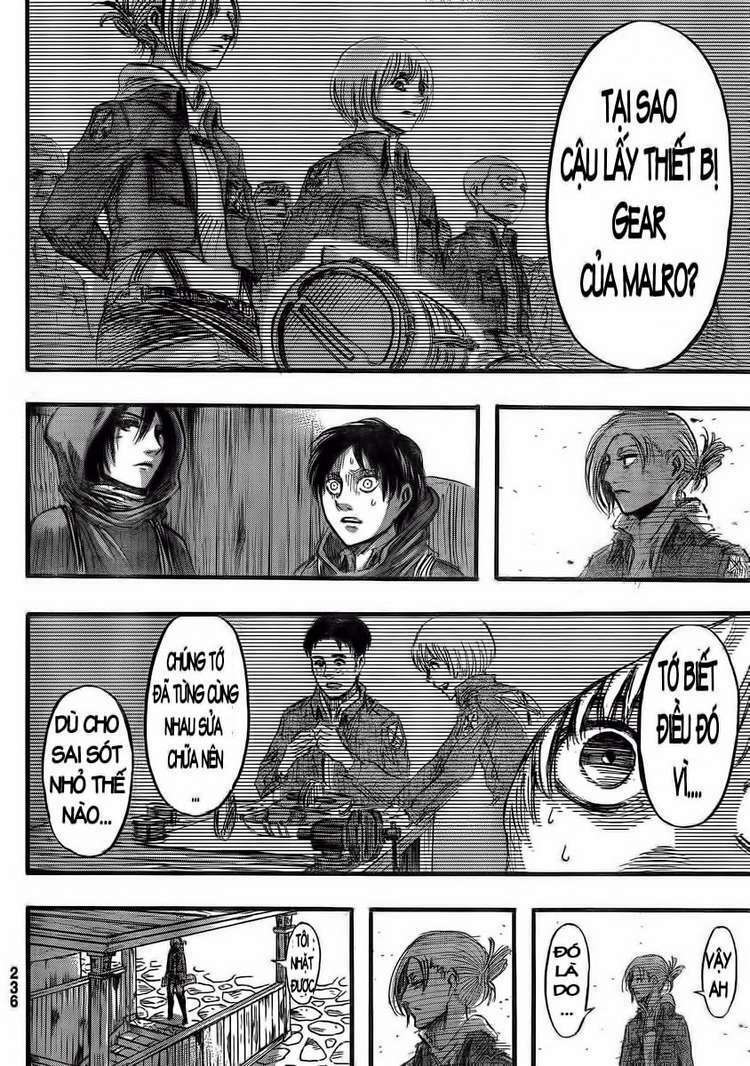 TẠI SAO
CẬU LẤY THIẾT BỊ
GEAR
CỦA MALRO?
TỚ BIẾT
ĐIỀU ĐÓ
VÌ....
CHÚNG TỚ
ĐÃ TỪNG CÙNG
NHAU SỬA
CHỮA NÊN
...
DÙ CHO
SAI SÓT
NHỎ THẾ
NÀO...
VẬY
AH
ĐÓ
LÀ DO
...
TÔI
NHẶT
ĐƯỢC
236